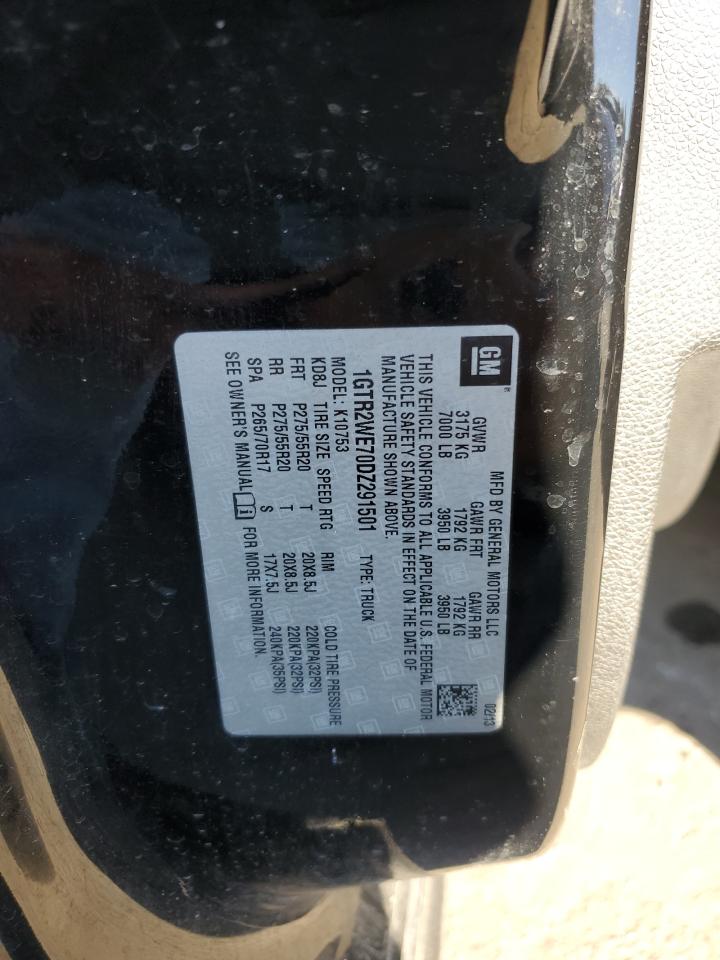 GM
®
MFD BY GENERAL MOTORS LLC 02/13
GVWR GAWR FRT GAWR RR
3175 KG 1792 KG 1792 KG
7000 LB 3950 LB 3950 LB
THIS VEHICLE CONFORMS TO ALL APPLICABLE U.S. FEDERAL MOTOR
VEHICLE SAFETY STANDARDS IN EFFECT ON THE DATE OF
MANUFACTURE SHOWN ABOVE.
1GTR2WE70DZ291501 TYPE: TRUCK
MODEL: K10753
KD8J TIRE SIZE SPEED RTG RIM COLD TIRE PRESSURE
FRT P275/55R20 T 20X8.5J 220KPA(32PSI)
RR P275/55R20 T 20X8.5J 220KPA(32PSI)
SPA P265/70R17 S 17X7.5J 240KPA(35PSI)
SEE OWNER'S MANUAL i FOR MORE INFORMATION.